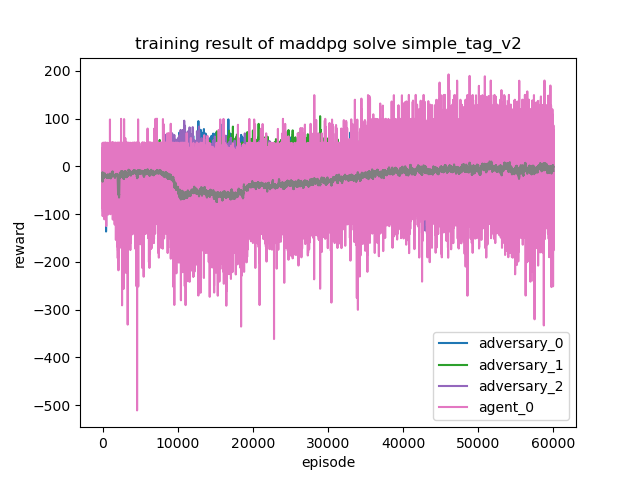 training result of maddpg solve simple_tag_v2
200
100
0
−100
−200
−300
−400
−500
reward
0
10000
20000
30000
40000
50000
60000
episode
adversary_0
adversary_1
adversary_2
agent_0